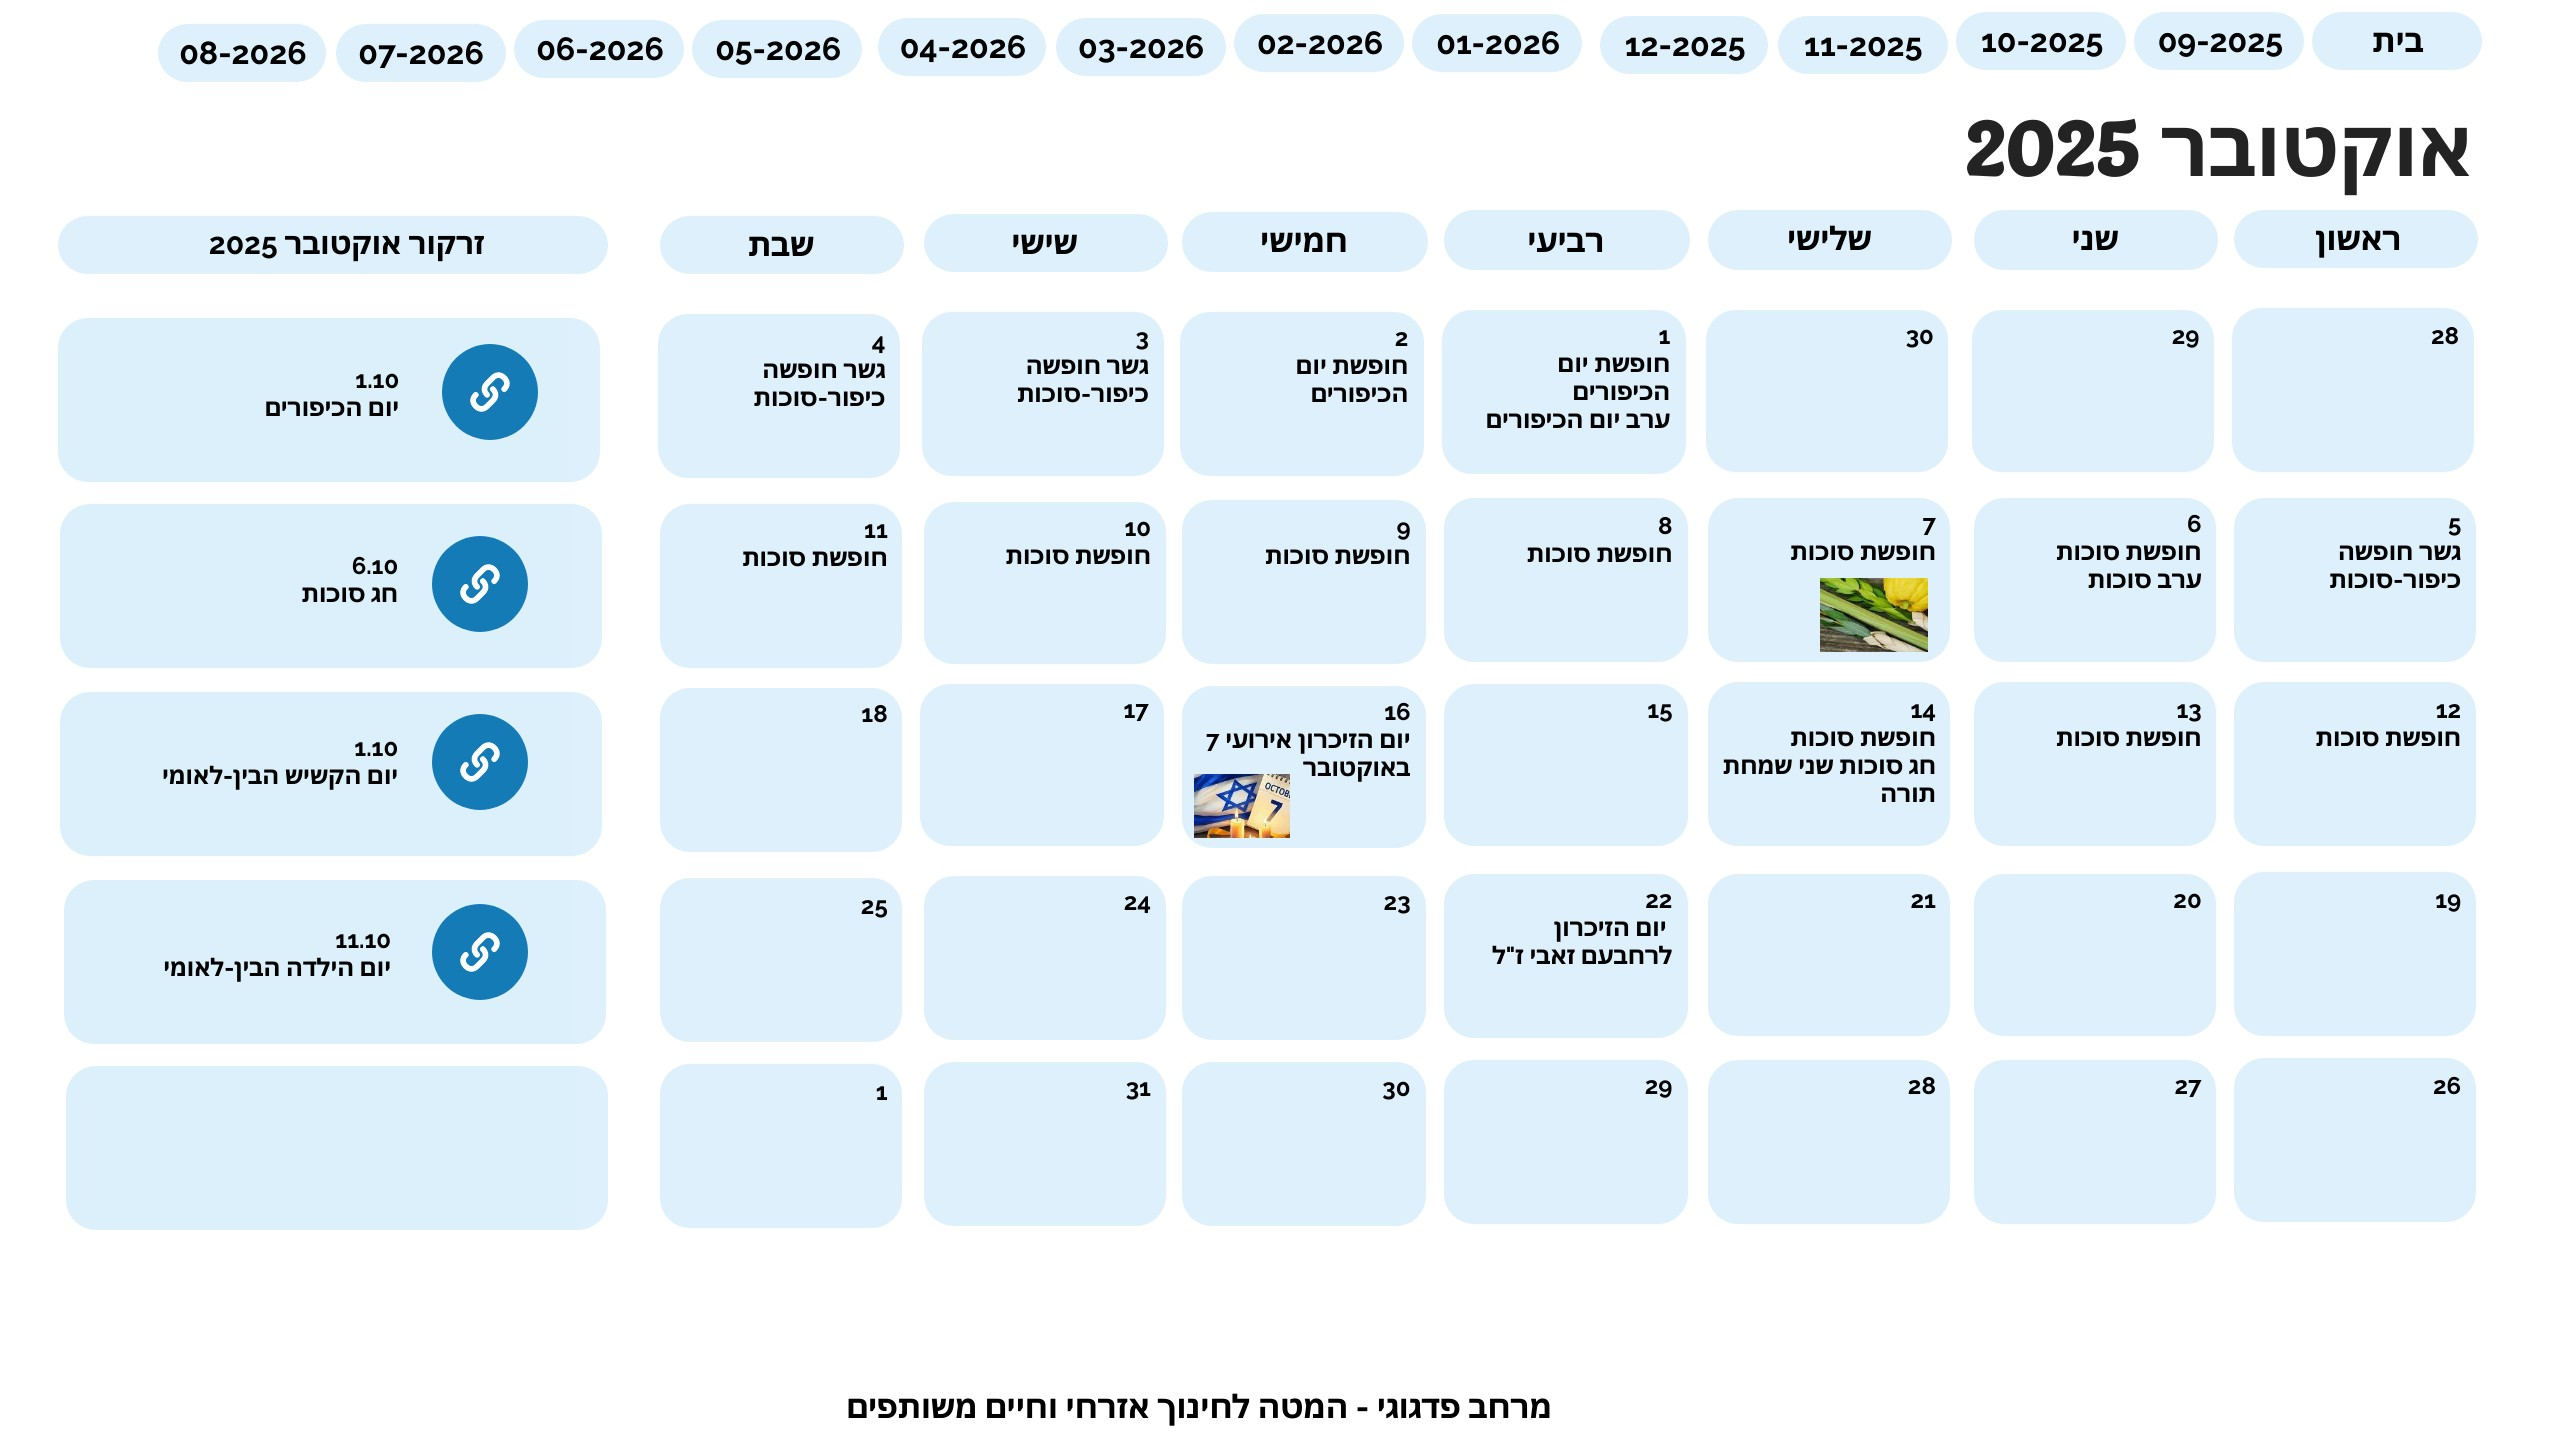 בית
09-2025
10-2025
11-2025
12-2025
01-2026
02-2026
03-2026
04-2026
05-2026
06-2026
07-2026
08-2026
אוקטובר 2025
ראשון
שני
שלישי
רביעי
חמישי
שישי
שבת
זרקור אוקטובר 2025
28
29
30
1
חופשת יום
הכיפורים
ערב יום הכיפורים
2
חופשת יום
הכיפורים
3
גשר חופשה
כיפור-סוכות
4
גשר חופשה
כיפור-סוכות
1.10
יום הכיפורים
5
גשר חופשה
כיפור-סוכות
6
חופשת סוכות
ערב סוכות
7
חופשת סוכות
8
חופשת סוכות
9
חופשת סוכות
10
חופשת סוכות
11
חופשת סוכות
6.10
חג סוכות
12
חופשת סוכות
13
חופשת סוכות
14
חופשת סוכות
חג סוכות שני שמחת
תורה
15
16
יום הזיכרון אירועי 7
באוקטובר
OCTOB
7
17
18
1.10
יום הקשיש הבין-לאומי
19
20
21
22
יום הזיכרון
לרחבעם זאבי ז"ל
23
24
25
11.10
יום הילדה הבין-לאומי
26
27
28
29
30
31
1
מרחב פדגוגי - המטה לחינוך אזרחי וחיים משותפים